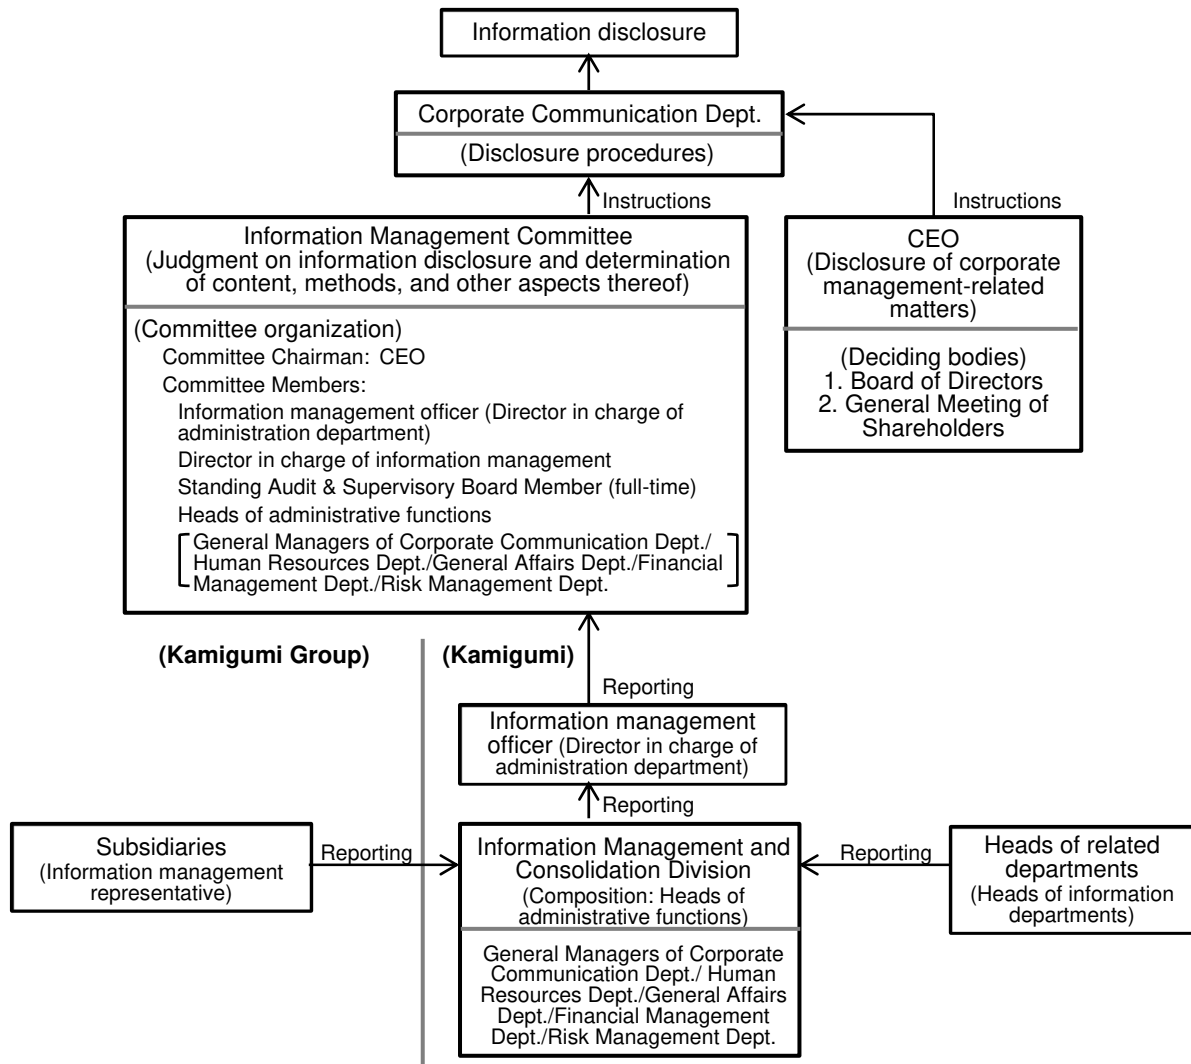 Information disclosure
Corporate Communication Dept.
(Disclosure procedures)
Instructions
Instructions
Information Management Committee
(Judgment on information disclosure and determination
of content, methods, and other aspects thereof)
(Committee organization)
Committee Chairman: CEO
Committee Members:
Information management officer (Director in charge of
administration department)
Director in charge of information management
Standing Audit & Supervisory Board Member (full-time)
Heads of administrative functions
General Managers of Corporate Communication Dept./
Human Resources Dept./General Affairs Dept./Financial
Management Dept./Risk Management Dept.
CEO
(Disclosure of corporate
management-related
matters)
(Deciding bodies)
1. Board of Directors
2. General Meeting of
Shareholders
(Kamigumi Group)
(Kamigumi)
Reporting
Information management
officer (Director in charge of
administration department)
Reporting
Subsidiaries
(Information management
representative)
Reporting
Information Management and
Consolidation Division
(Composition: Heads of
administrative functions)
General Managers of Corporate
Communication Dept./ Human
Resources Dept./General Affairs
Dept./Financial Management
Dept./Risk Management Dept.
Reporting
Heads of related
departments
(Heads of information
departments)